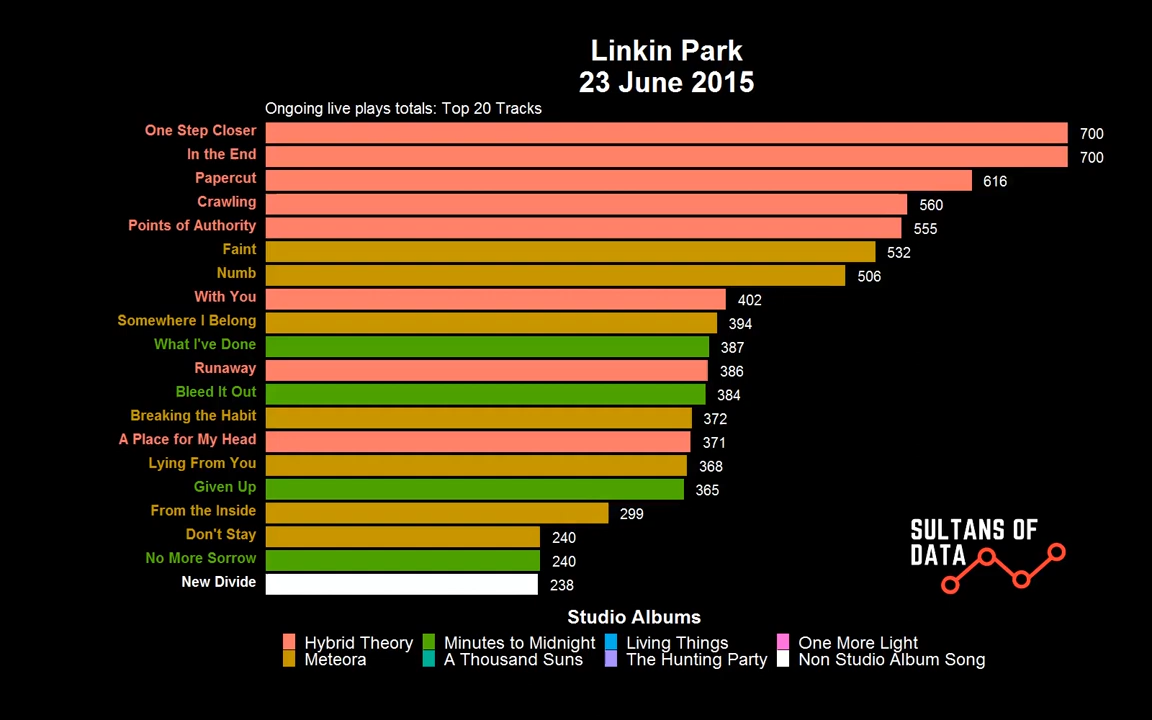 Linkin Park
23 June 2015
Ongoing live plays totals: Top 20 Tracks
One Step Closer 700
In the End 700
Papercut 616
Crawling 560
Points of Authority 555
Faint 532
Numb 506
With You 402
Somewhere I Belong 394
What I've Done 387
Runaway 386
Bleed It Out 384
Breaking the Habit 372
A Place for My Head 371
Lying From You 368
Given Up 365
From the Inside 299
Don't Stay 240
No More Sorrow 240
New Divide 238
SULTANS OF
DATA
Studio Albums
Hybrid Theory Minutes to Midnight Living Things One More Light
Meteora A Thousand Suns The Hunting Party Non Studio Album Song